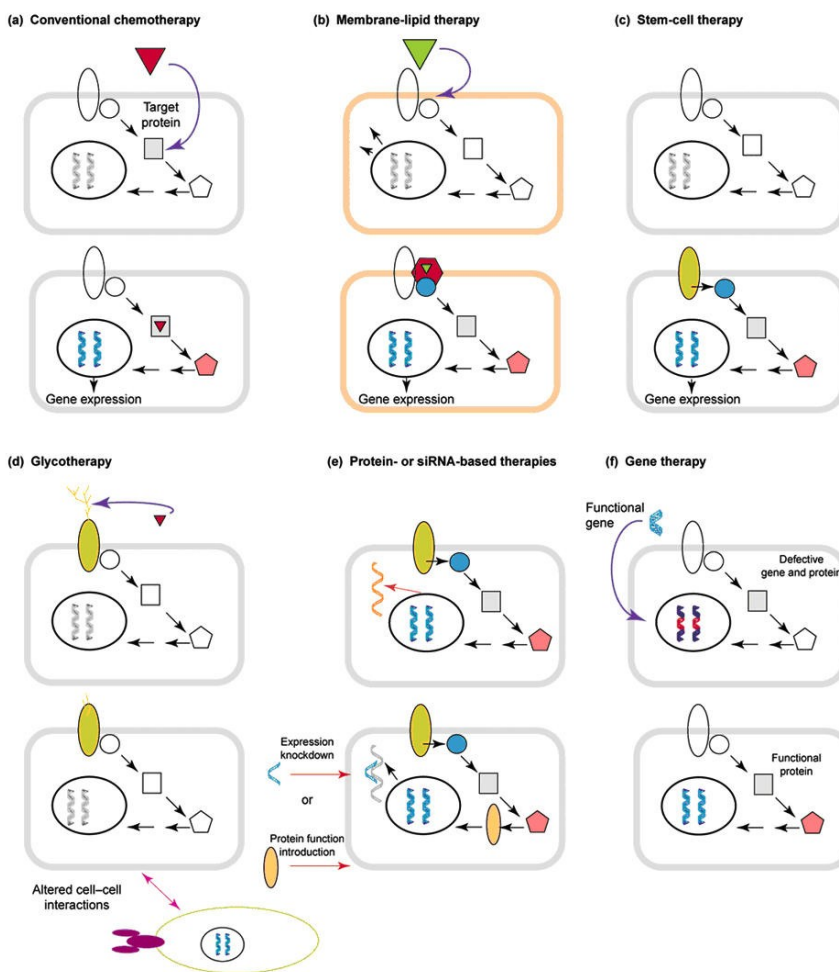 (a) Conventional chemotherapy
(b) Membrane-lipid therapy
(c) Stem-cell therapy
Target
protein
Gene expression
Gene expression
Gene expression
(d) Glycotherapy
(e) Protein- or siRNA-based therapies
(f) Gene therapy
Functional
gene
Defective
gene and protein
Expression
knockdown
or
Protein function
introduction
Functional
protein
Altered cell–cell
interactions